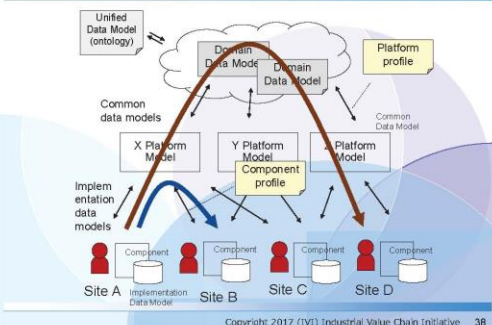 Unified
Data Model
(ontology)
Domain
Data Model
Domain
Data Model
Platform
profile
Common
data models
Common
Data Model
X Platform
Model
Y Platform
Model
Platform
Model
Component
profile
Implem
entation
data
models
Component
Component
Component
Component
Site A
Implementation
Data Model
Site B
Site C
Site D
Copyright 2017 (IVI) Industrial Value Chain Initiative 38